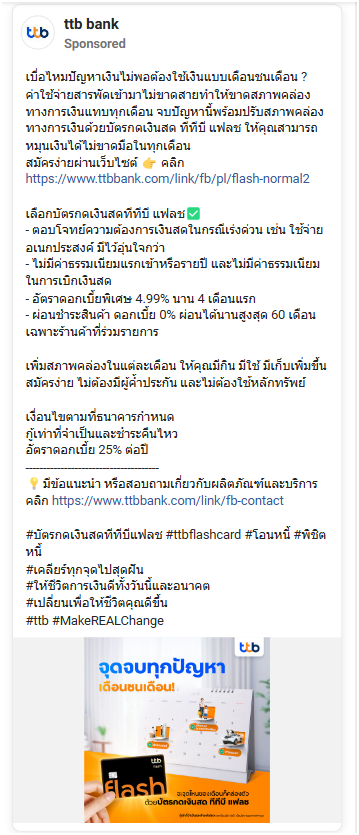 ttb
ttb bank
Sponsored
เบื่อไหมปัญหาเงินไม่พอต้องใช้เงินแบบเดือนชนเดือน ?
ค่าใช้จ่ายสารพัดเข้ามาไม่ขาดสายทำให้ขาดสภาพคล่อง
ทางการเงินแทบทุกเดือน จบปัญหานี้พร้อมปรับสภาพคล่อง
ทางการเงินด้วยบัตรกดเงินสด ทีทีบี แฟลช ให้คุณสามารถ
หมุนเงินได้ไม่ขาดมือในทุกเดือน
สมัครง่ายผ่านเว็บไซต์ 👉 คลิก
https://www.ttbbank.com/link/fb/pl/flash-normal2
เลือกบัตรกดเงินสดทีทีบี แฟลช✅
- ตอบโจทย์ความต้องการเงินสดในกรณีเร่งด่วน เช่น ใช้จ่าย
อเนกประสงค์ มีไว้อุ่นใจกว่า
- ไม่มีค่าธรรมเนียมแรกเข้าหรือรายปี และไม่มีค่าธรรมเนียม
ในการเบิกเงินสด
- อัตราดอกเบี้ยพิเศษ 4.99% นาน 4 เดือนแรก
- ผ่อนชำระสินค้า ดอกเบี้ย 0% ผ่อนได้นานสูงสุด 60 เดือน
เฉพาะร้านค้าที่ร่วมรายการ
เพิ่มสภาพคล่องในแต่ละเดือน ให้คุณมีกิน มีใช้ มีเก็บเพิ่มขึ้น
สมัครง่าย ไม่ต้องมีผู้ค้ำประกัน และไม่ต้องใช้หลักทรัพย์
เงื่อนไขตามที่ธนาคารกำหนด
กู้เท่าที่จำเป็นและชำระคืนไหว
อัตราดอกเบี้ย 25% ต่อปี
--------------------------------------
💡 มีข้อแนะนำ หรือสอบถามเกี่ยวกับผลิตภัณฑ์และบริการ
คลิก https://www.ttbbank.com/link/fb-contact
#บัตรกดเงินสดทีทีบีแฟลช #ttbflashcard #โอนหนี้ #พิชิต
หนี้
#เคลียร์ทุกจุดไปสุดฝัน
#ให้ชีวิตการเงินดีทั้งวันนี้และอนาคต
#เปลี่ยนเพื่อให้ชีวิตคุณดีขึ้น
#ttb #MakeREALChange
ttb
จุดจบทุกปัญหา
เดือนชนเดือน!
ttb
flash
จะจุดไหนของเดือนก็คล่องตัว
ด้วยบัตรกดเงินสด ทีทีบี แฟลช